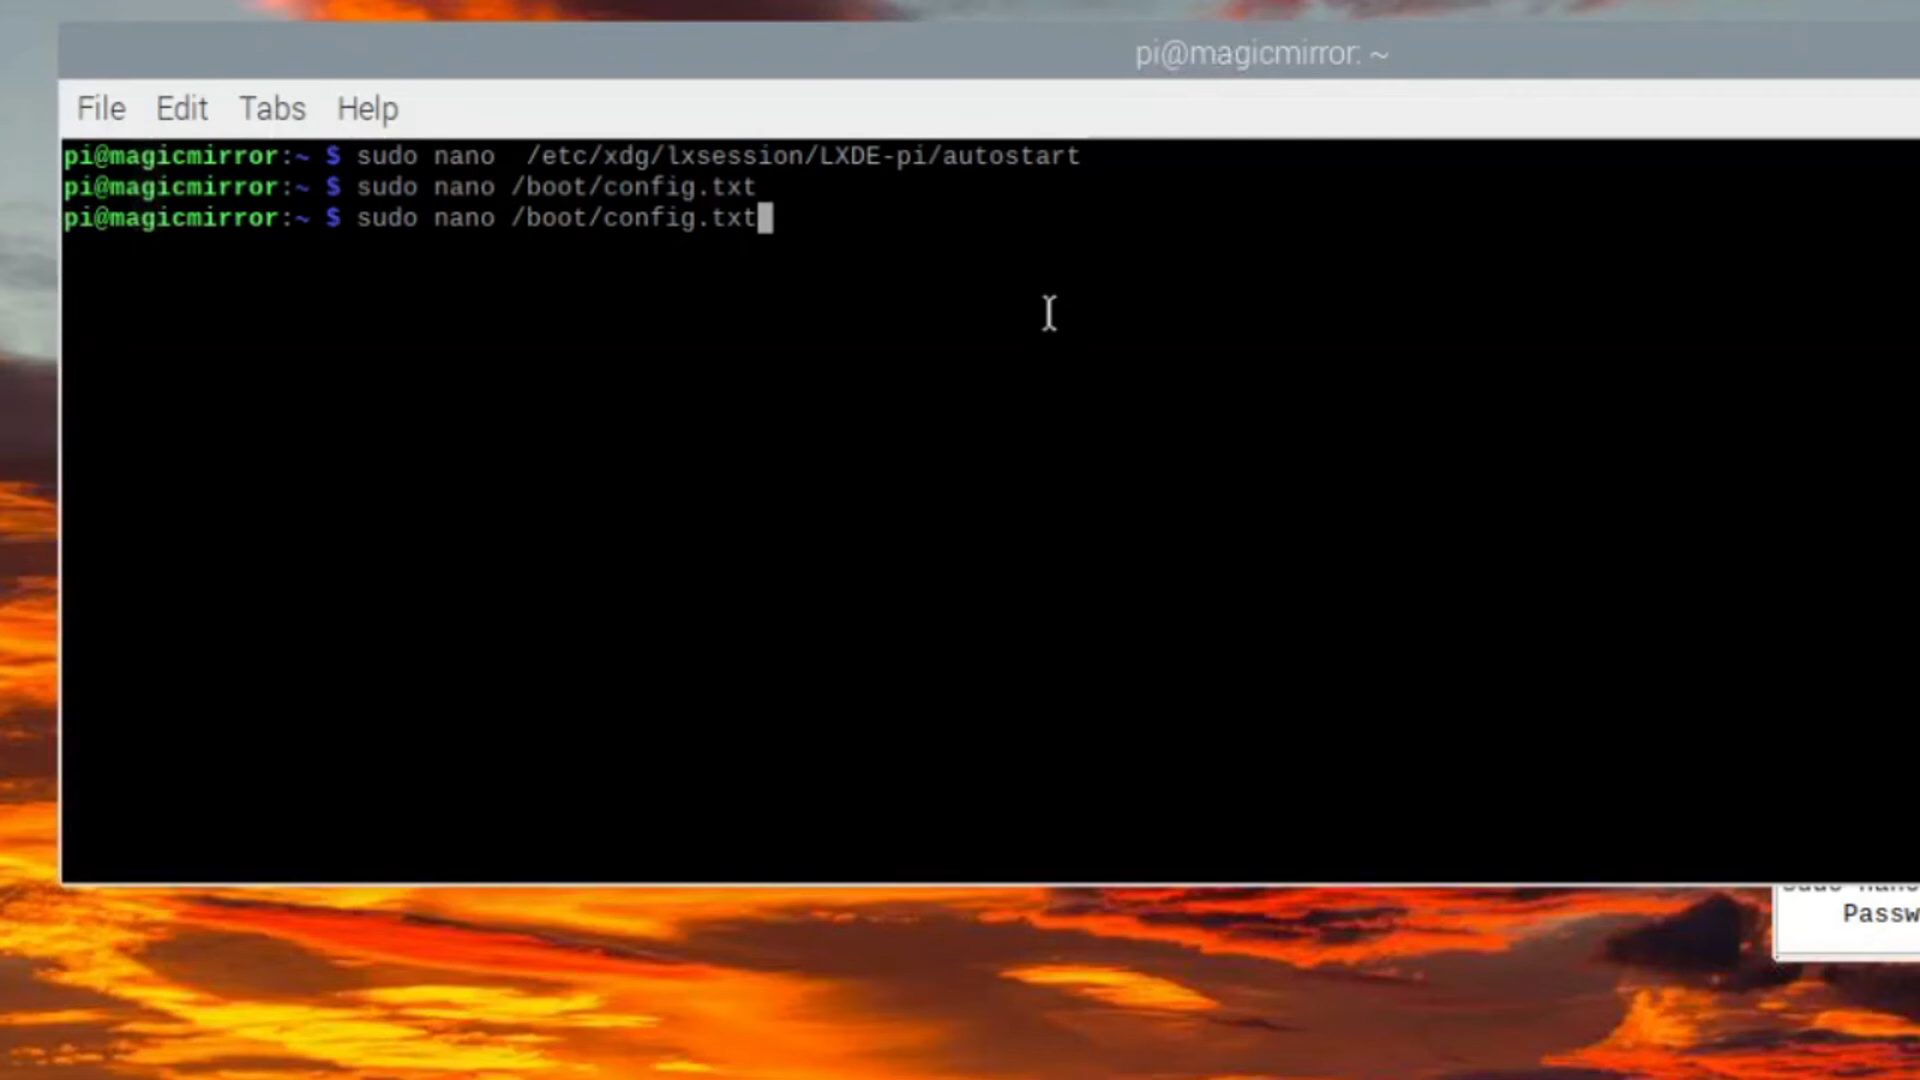 pi@magicmirror: ~
File Edit Tabs Help
pi@magicmirror:~ $ sudo nano  /etc/xdg/lxsession/LXDE-pi/autostart
pi@magicmirror:~ $ sudo nano /boot/config.txt
pi@magicmirror:~ $ sudo nano /boot/config.txt
Passw